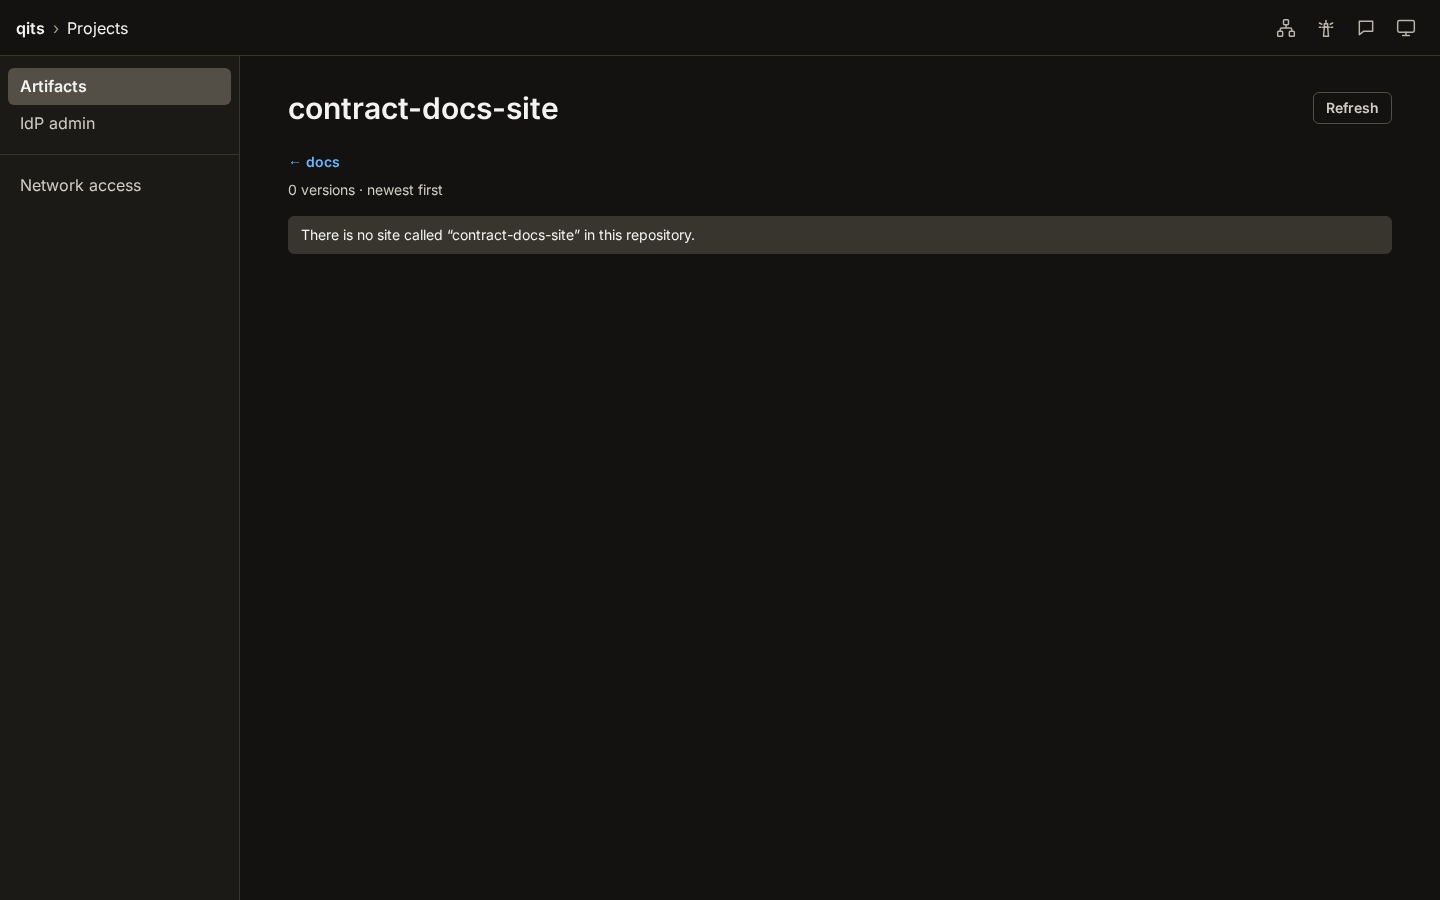 qits › Projects
Artifacts
IdP admin
Network access
contract-docs-site
Refresh
← docs
0 versions · newest first
There is no site called “contract-docs-site” in this repository.